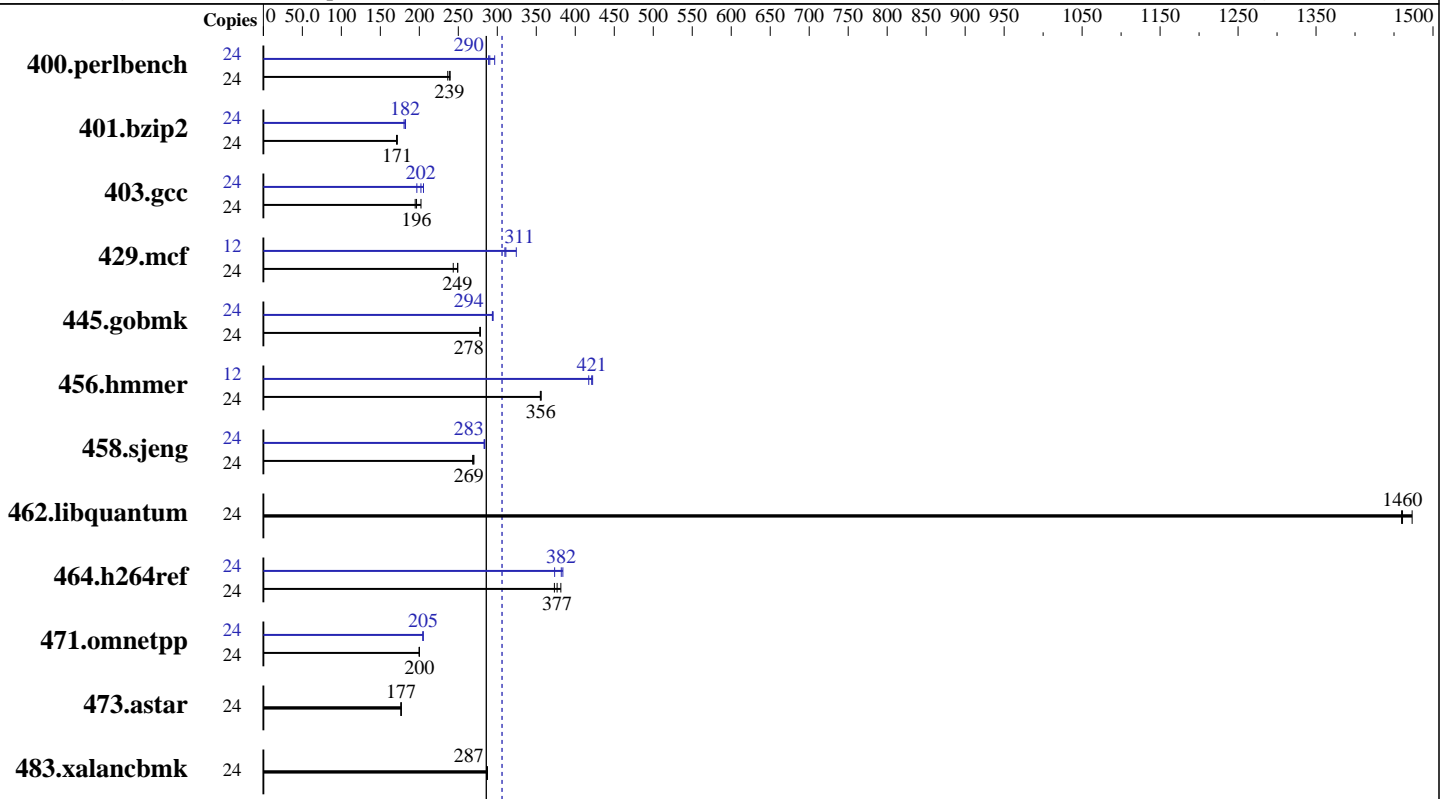 Copies 0 50.0 100 150 200 250 300 350 400 450 500 550 600 650 700 750 800 850 900 950 1050 1150 1250 1350 1500
400.perlbench 24 290
24 239
401.bzip2 24 182
24 171
403.gcc 24 202
24 196
429.mcf 12 311
24 249
445.gobmk 24 294
24 278
456.hmmer 12 421
24 356
458.sjeng 24 283
24 269
462.libquantum 24 1460
464.h264ref 24 382
24 377
471.omnetpp 24 205
24 200
473.astar 24 177
483.xalancbmk 24 287